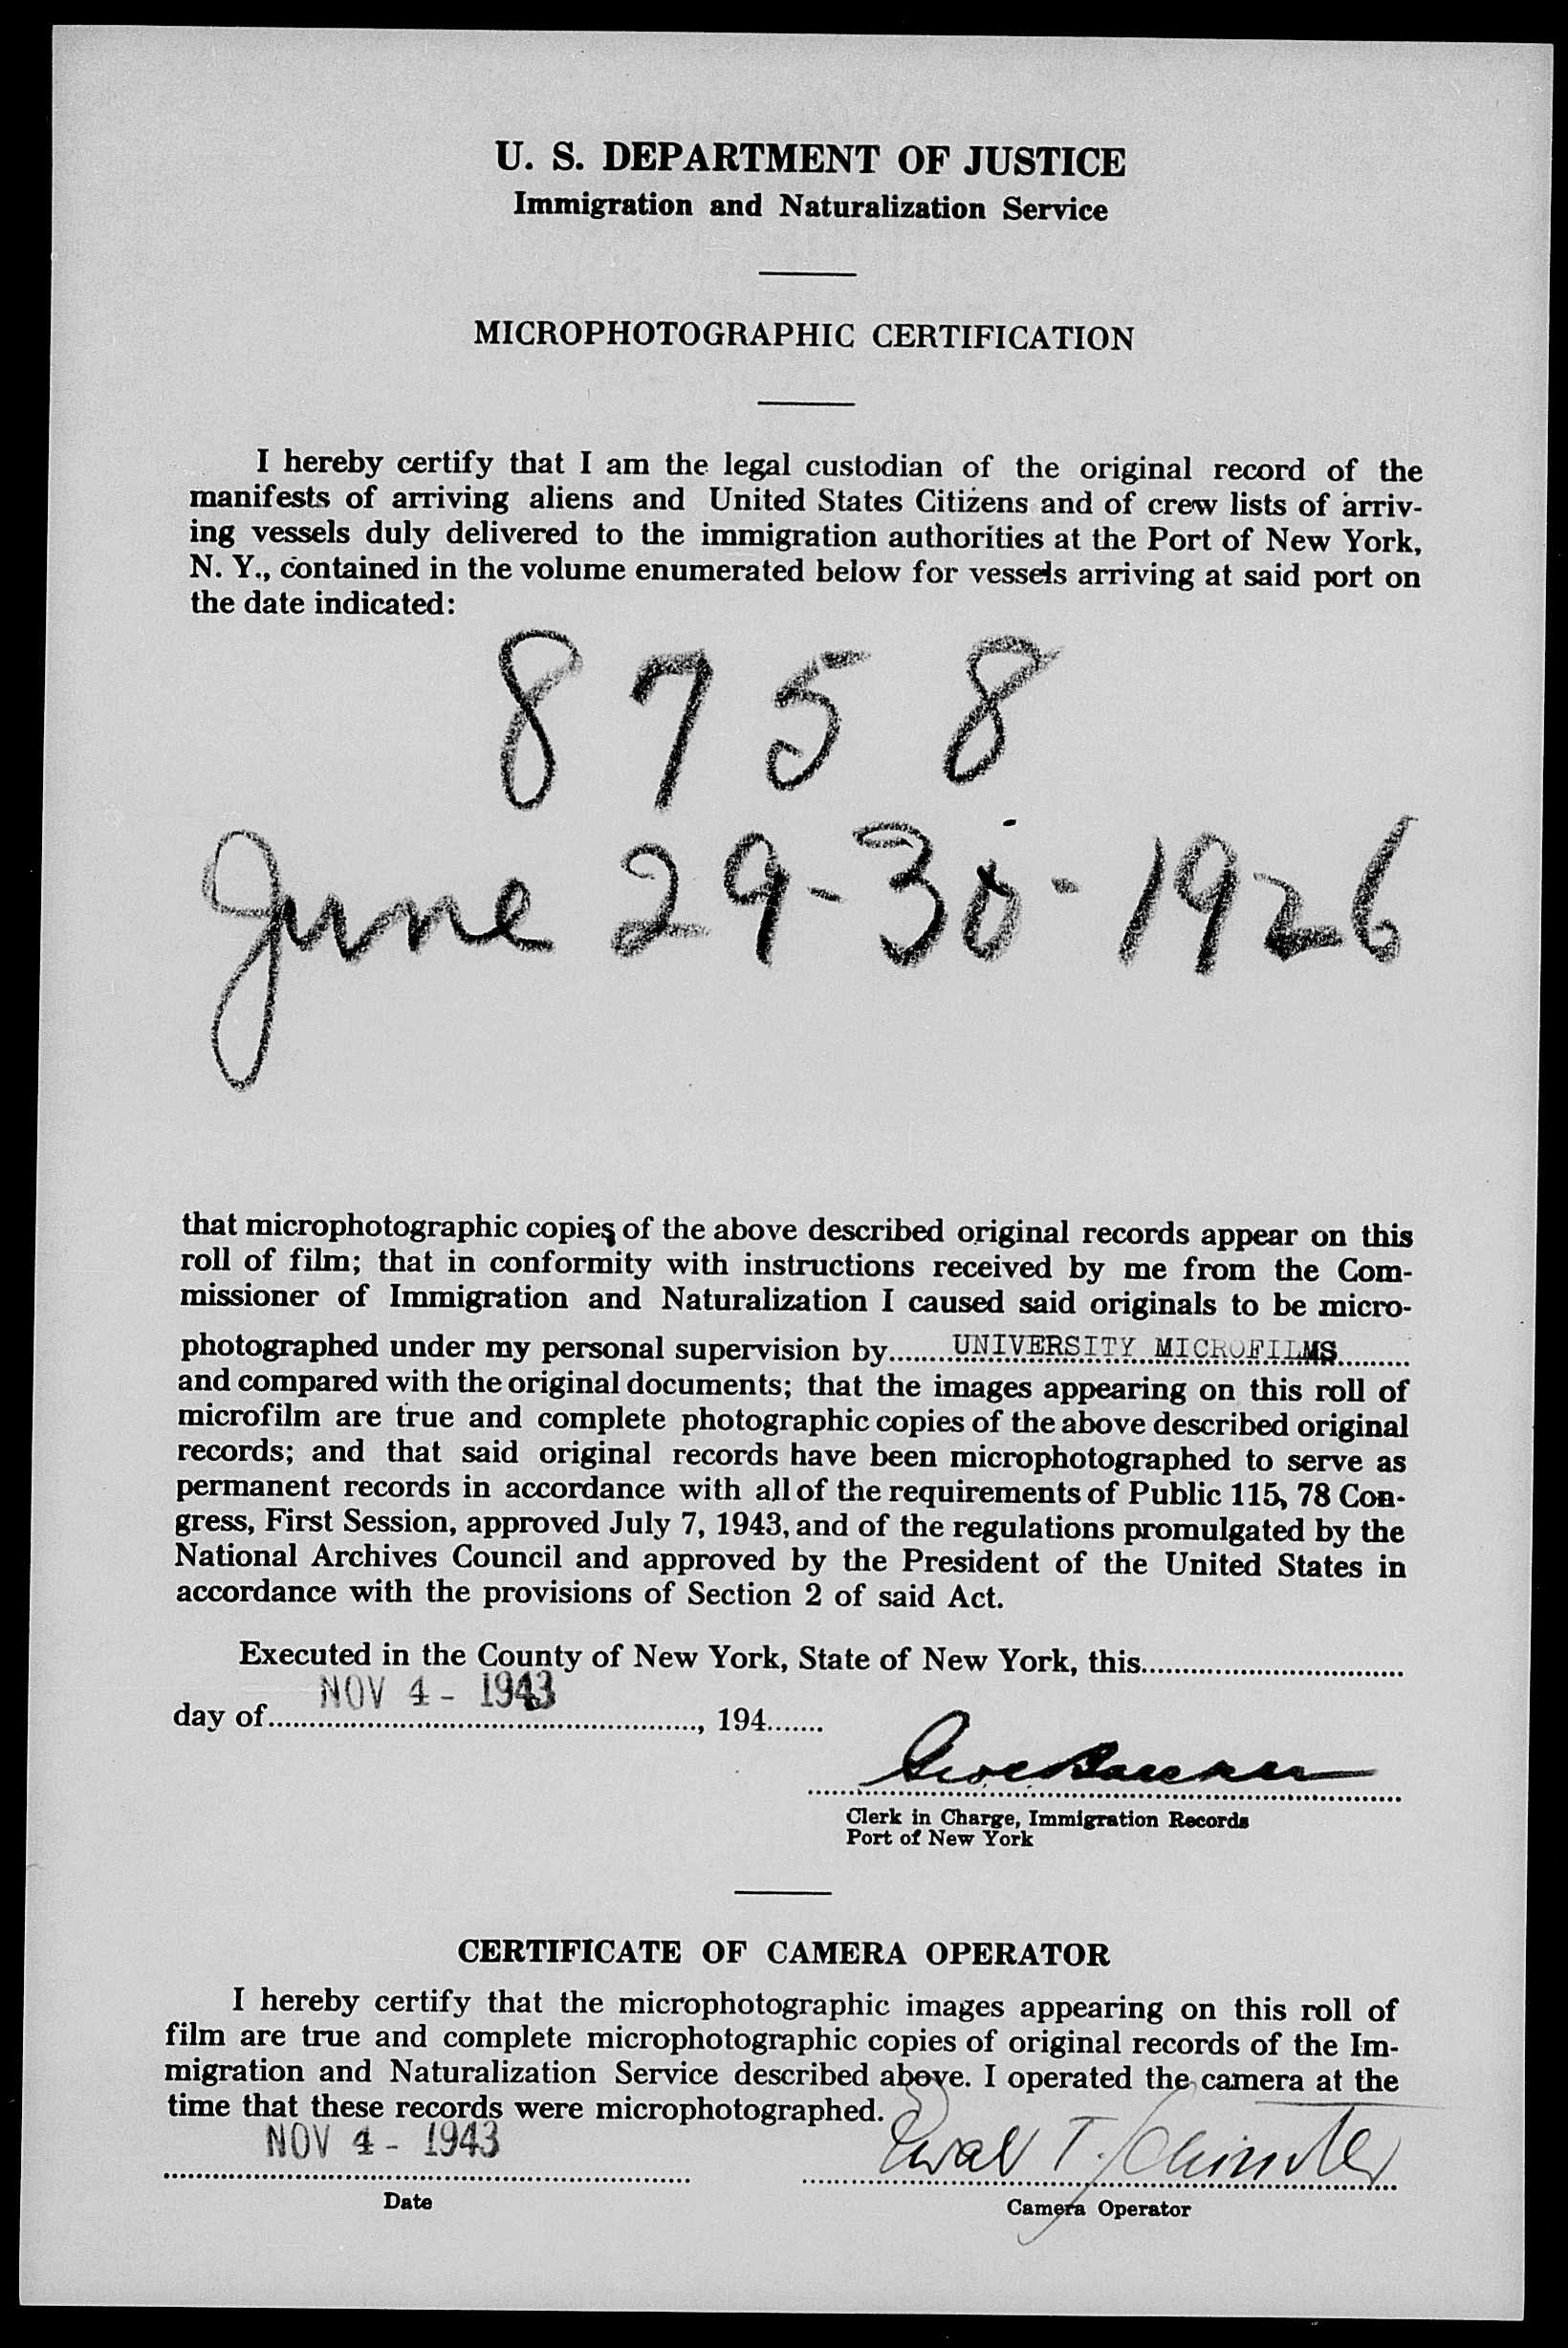 U. S. DEPARTMENT OF JUSTICE
Immigration and Naturalization Service
MICROPHOTOGRAPHIC CERTIFICATION
I hereby certify that I am the legal custodian of the original record of the
manifests of arriving aliens and United States Citizens and of crew lists of arriv-
ing vessels duly delivered to the immigration authorities at the Port of New York,
N. Y., contained in the volume enumerated below for vessels arriving at said port on
the date indicated:
8758
June 29-30-1926
that microphotographic copies of the above described original records appear on this
roll of film; that in conformity with instructions received by me from the Com-
missioner of Immigration and Naturalization I caused said originals to be micro-
photographed under my personal supervision by UNIVERSITY MICROFILMS
and compared with the original documents; that the images appearing on this roll of
microfilm are true and complete photographic copies of the above described original
records; and that said original records have been microphotographed to serve as
permanent records in accordance with all of the requirements of Public 115, 78 Con-
gress, First Session, approved July 7, 1943, and of the regulations promulgated by the
National Archives Council and approved by the President of the United States in
accordance with the provisions of Section 2 of said Act.
Executed in the County of New York, State of New York, this
NOV 4 - 1943
day of , 194
Clerk in Charge, Immigration Records
Port of New York
CERTIFICATE OF CAMERA OPERATOR
I hereby certify that the microphotographic images appearing on this roll of
film are true and complete microphotographic copies of original records of the Im-
migration and Naturalization Service described above. I operated the camera at the
time that these records were microphotographed.
NOV 4 - 1943
T.
Date
Camera Operator